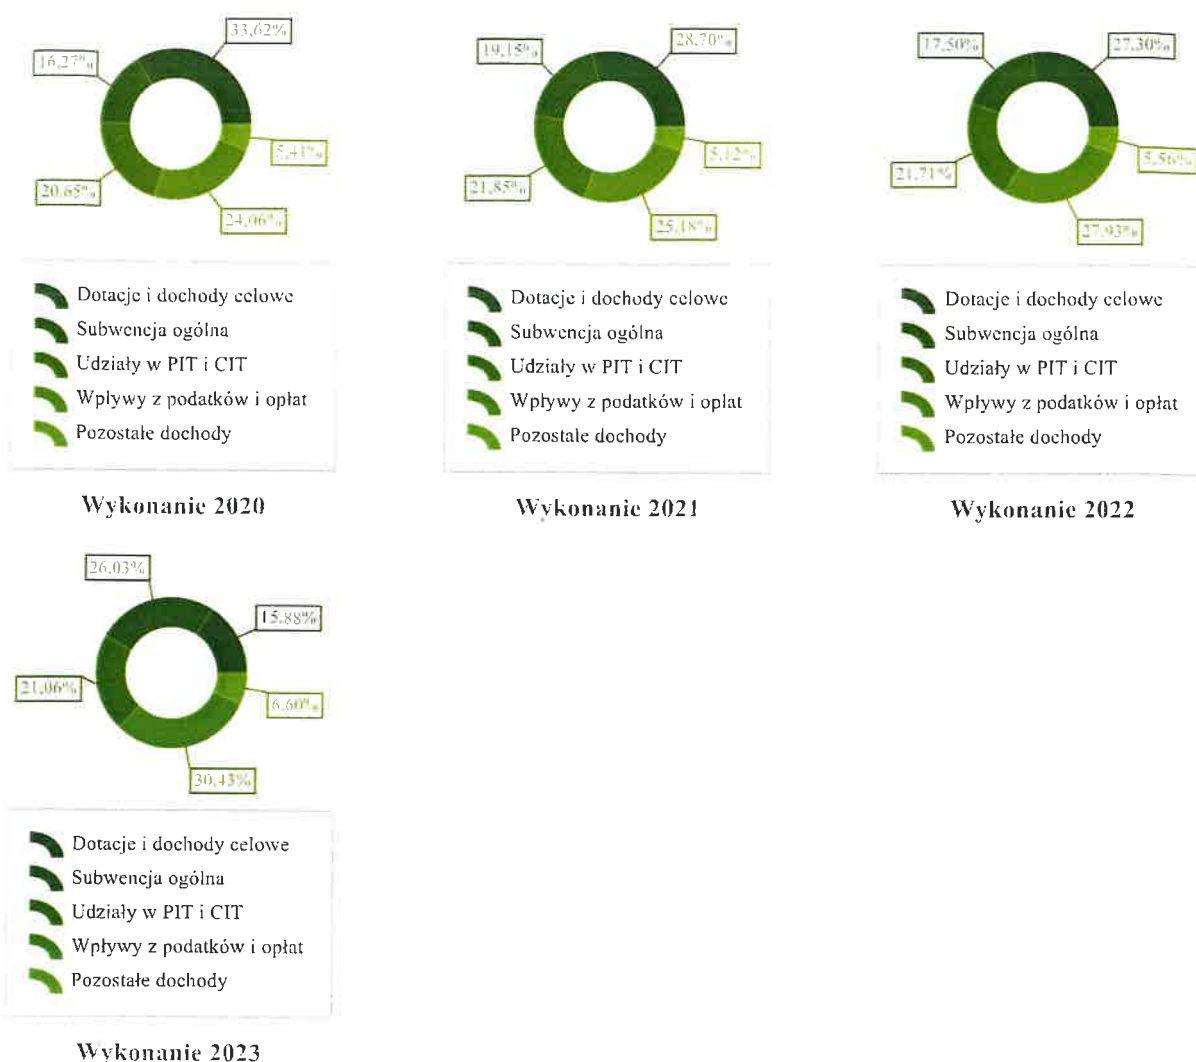 33,62%
16,27%
5,41%
20,65%
24,06%
Dotacje i dochody celowe
Subwencja ogólna
Udziały w PIT i CIT
Wpływy z podatków i opłat
Pozostałe dochody
Wykonanie 2020
19,15%
28,70%
5,12%
21,85%
25,18%
Dotacje i dochody celowe
Subwencja ogólna
Udziały w PIT i CIT
Wpływy z podatków i opłat
Pozostałe dochody
Wykonanie 2021
17,50%
27,30%
5,56%
21,71%
27,93%
Dotacje i dochody celowe
Subwencja ogólna
Udziały w PIT i CIT
Wpływy z podatków i opłat
Pozostałe dochody
Wykonanie 2022
26,03%
15,88%
21,06%
6,60%
30,43%
Dotacje i dochody celowe
Subwencja ogólna
Udziały w PIT i CIT
Wpływy z podatków i opłat
Pozostałe dochody
Wykonanie 2023